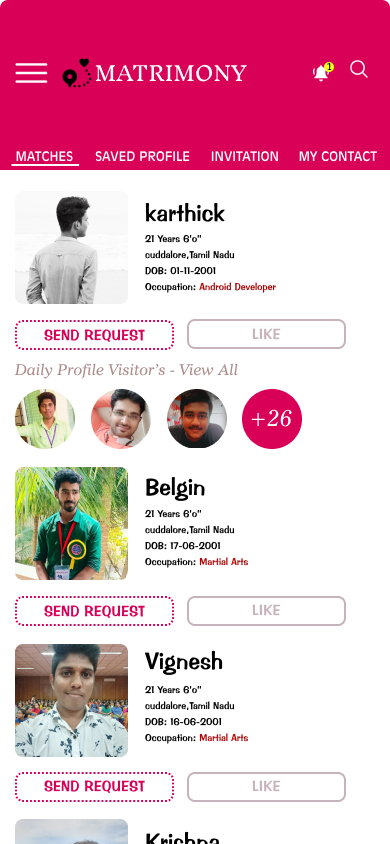 MATRIMONY
1
MATCHES SAVED PROFILE INVITATION MY CONTACT
karthick
21 Years 6'0"
cuddalore,Tamil Nadu
DOB: 01-11-2001
Occupation: Android Developer
SEND REQUEST LIKE
Daily Profile Visitor's - View All
+26
Belgin
21 Years 6'0"
cuddalore,Tamil Nadu
DOB: 17-06-2001
Occupation: Martial Arts
SEND REQUEST LIKE
Vignesh
21 Years 6'0"
cuddalore,Tamil Nadu
DOB: 16-06-2001
Occupation: Martial Arts
SEND REQUEST LIKE
Krishna